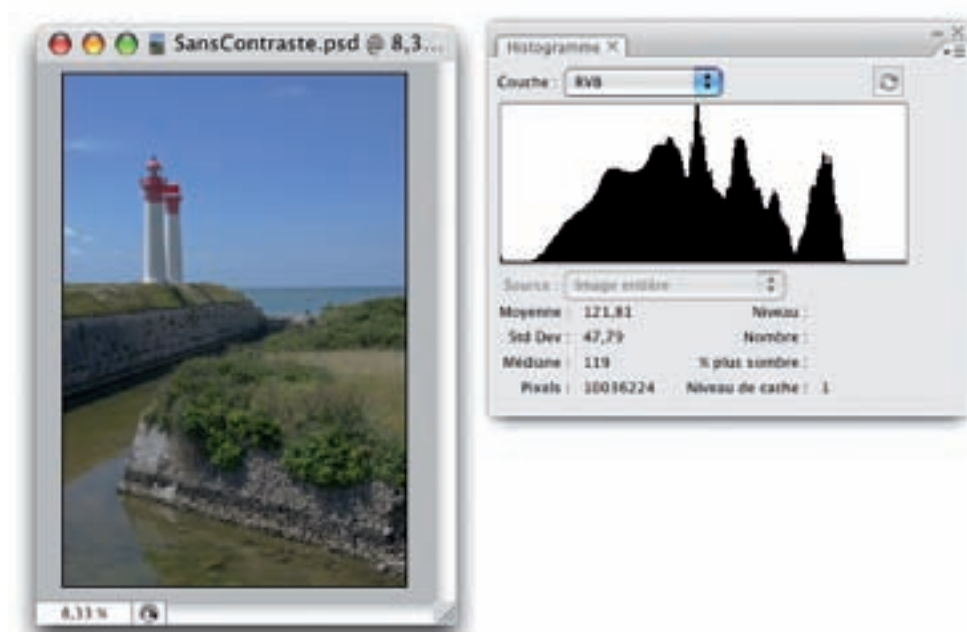 SansContraste.psd @ 8,3...
8,33 %
Histogramme ×
Couche : RVB
Source : Image entière
Moyenne : 121,81 Niveau :
Std Dev : 47,79 Nombre :
Médiane : 119 % plus sombre :
Pixels : 10036224 Niveau de cache : 1